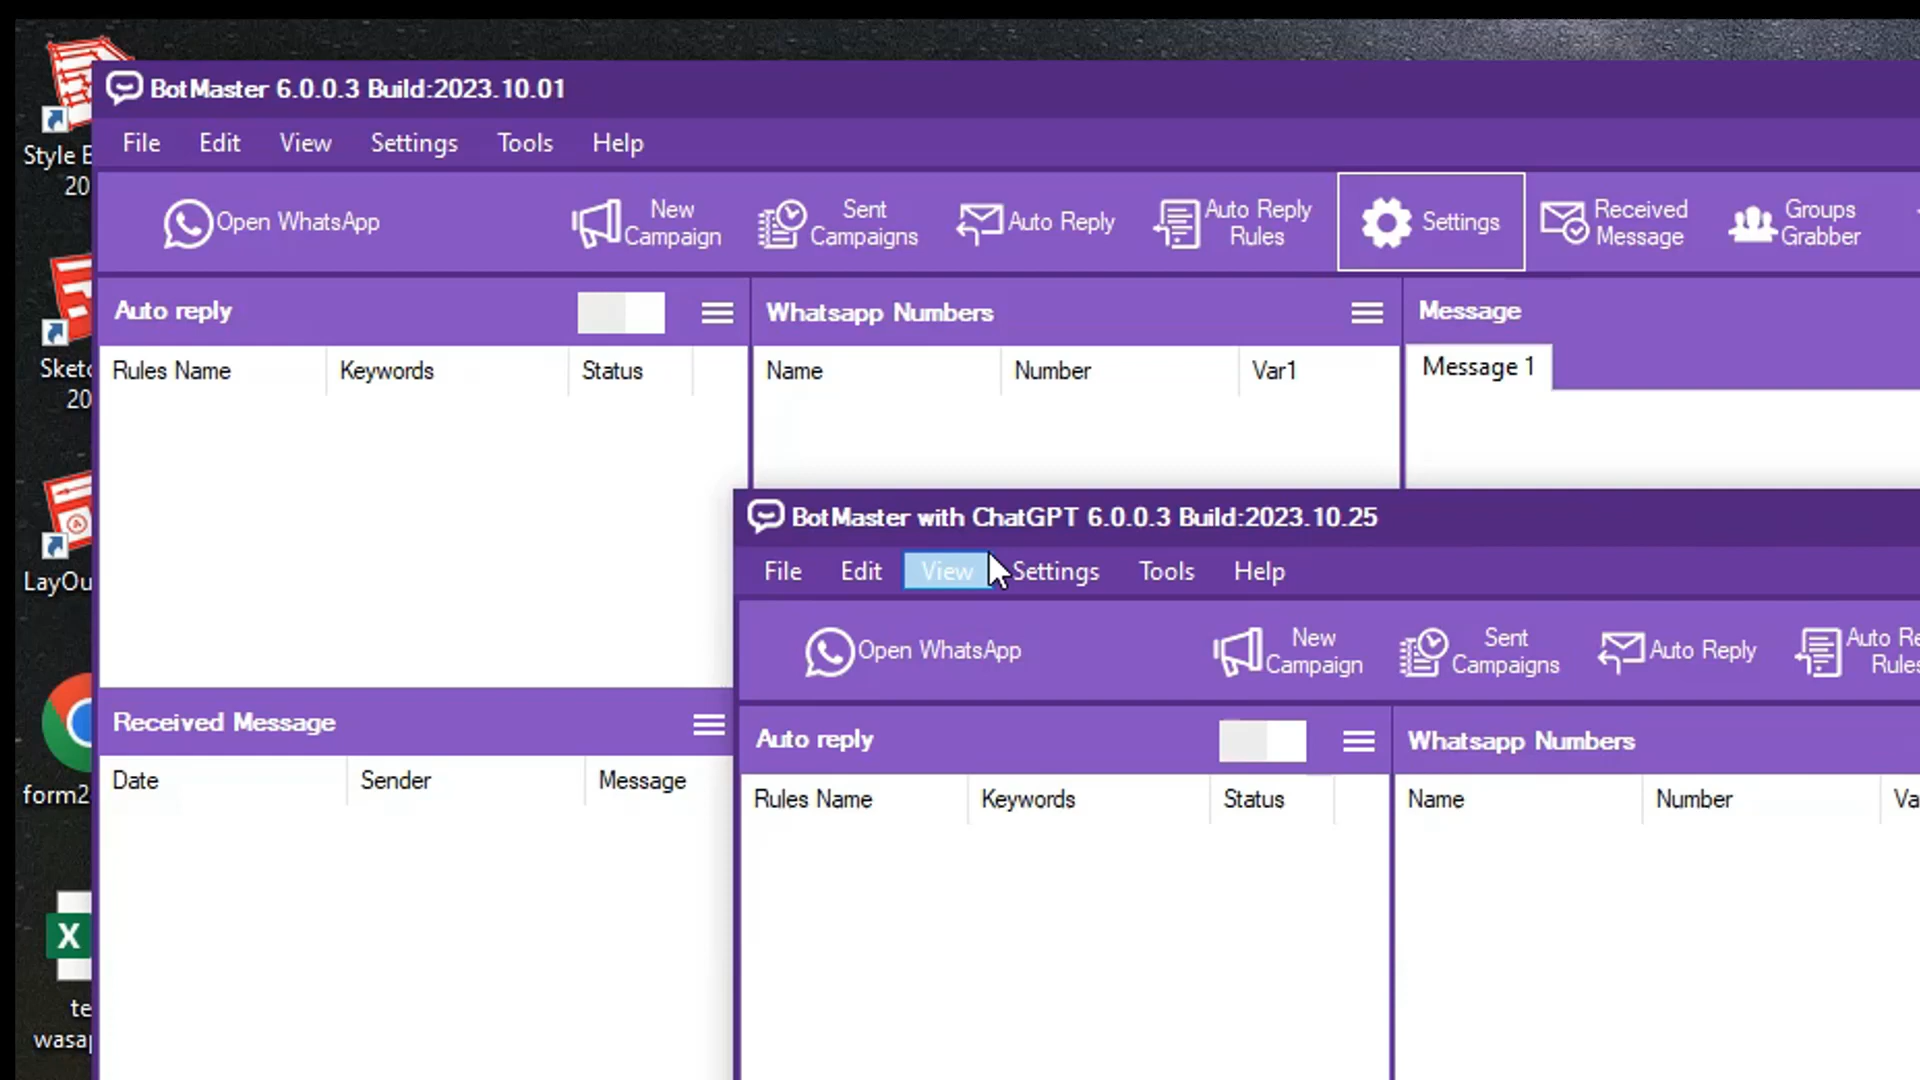 Style B
20
Sketc
20
LayOu
form2
te
wasap
BotMaster 6.0.0.3 Build:2023.10.01
File Edit View Settings Tools Help
Open WhatsApp
New
Campaign
Sent
Campaigns
Auto Reply
Auto Reply
Rules
Settings
Received
Message
Groups
Grabber
Auto reply
Rules Name Keywords Status
Whatsapp Numbers
Name Number Var1
Message
Message 1
Received Message
Date Sender Message
BotMaster with ChatGPT 6.0.0.3 Build:2023.10.25
File Edit View Settings Tools Help
Open WhatsApp
New
Campaign
Sent
Campaigns
Auto Reply
Auto Re
Rules
Auto reply
Rules Name Keywords Status
Whatsapp Numbers
Name Number Va